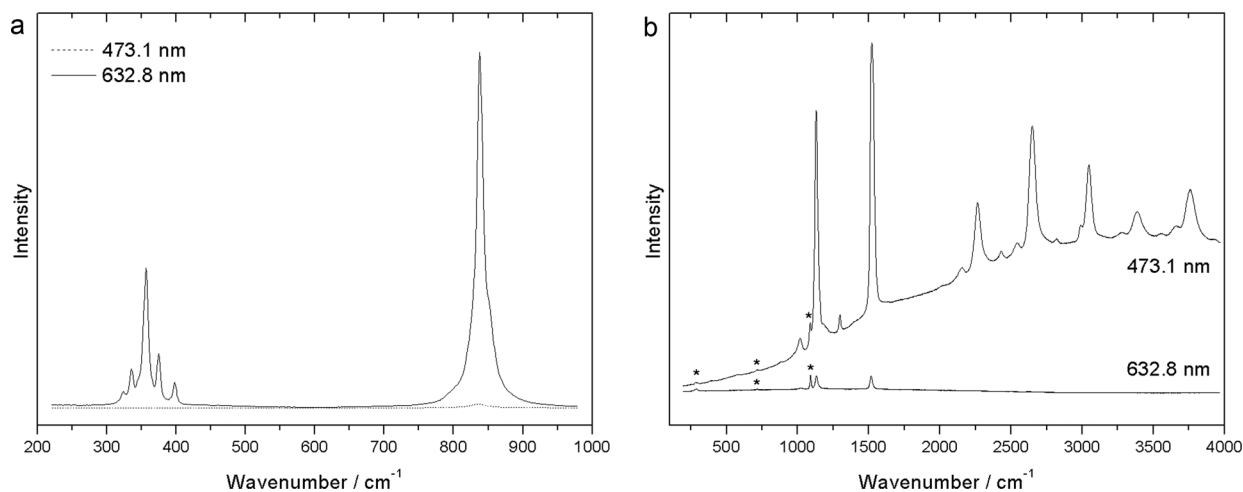 a
473.1 nm
632.8 nm
Intensity
200 300 400 500 600 700 800 900 1000
Wavenumber / cm⁻¹
b
Intensity
*
*
*
473.1 nm
*
*
632.8 nm
500 1000 1500 2000 2500 3000 3500 4000
Wavenumber / cm⁻¹